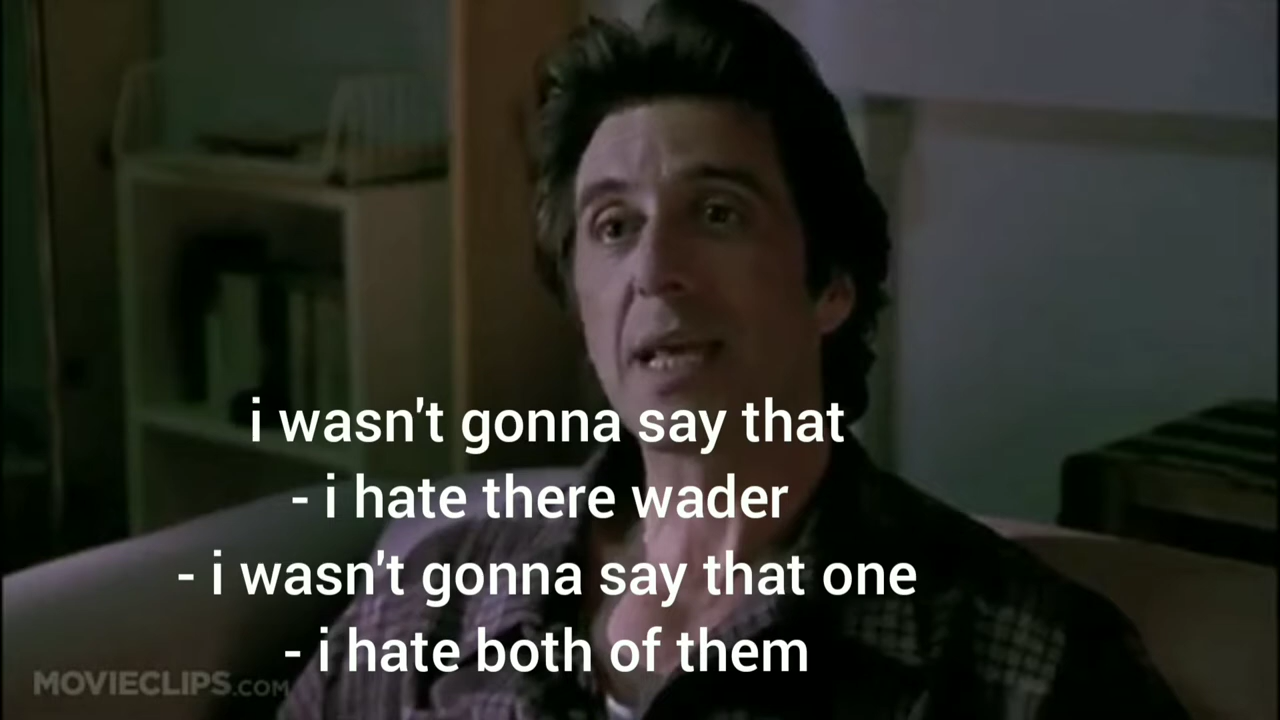 i wasn't gonna say that
- i hate there wader
- i wasn't gonna say that one
- i hate both of them
MOVIECLIPS.COM